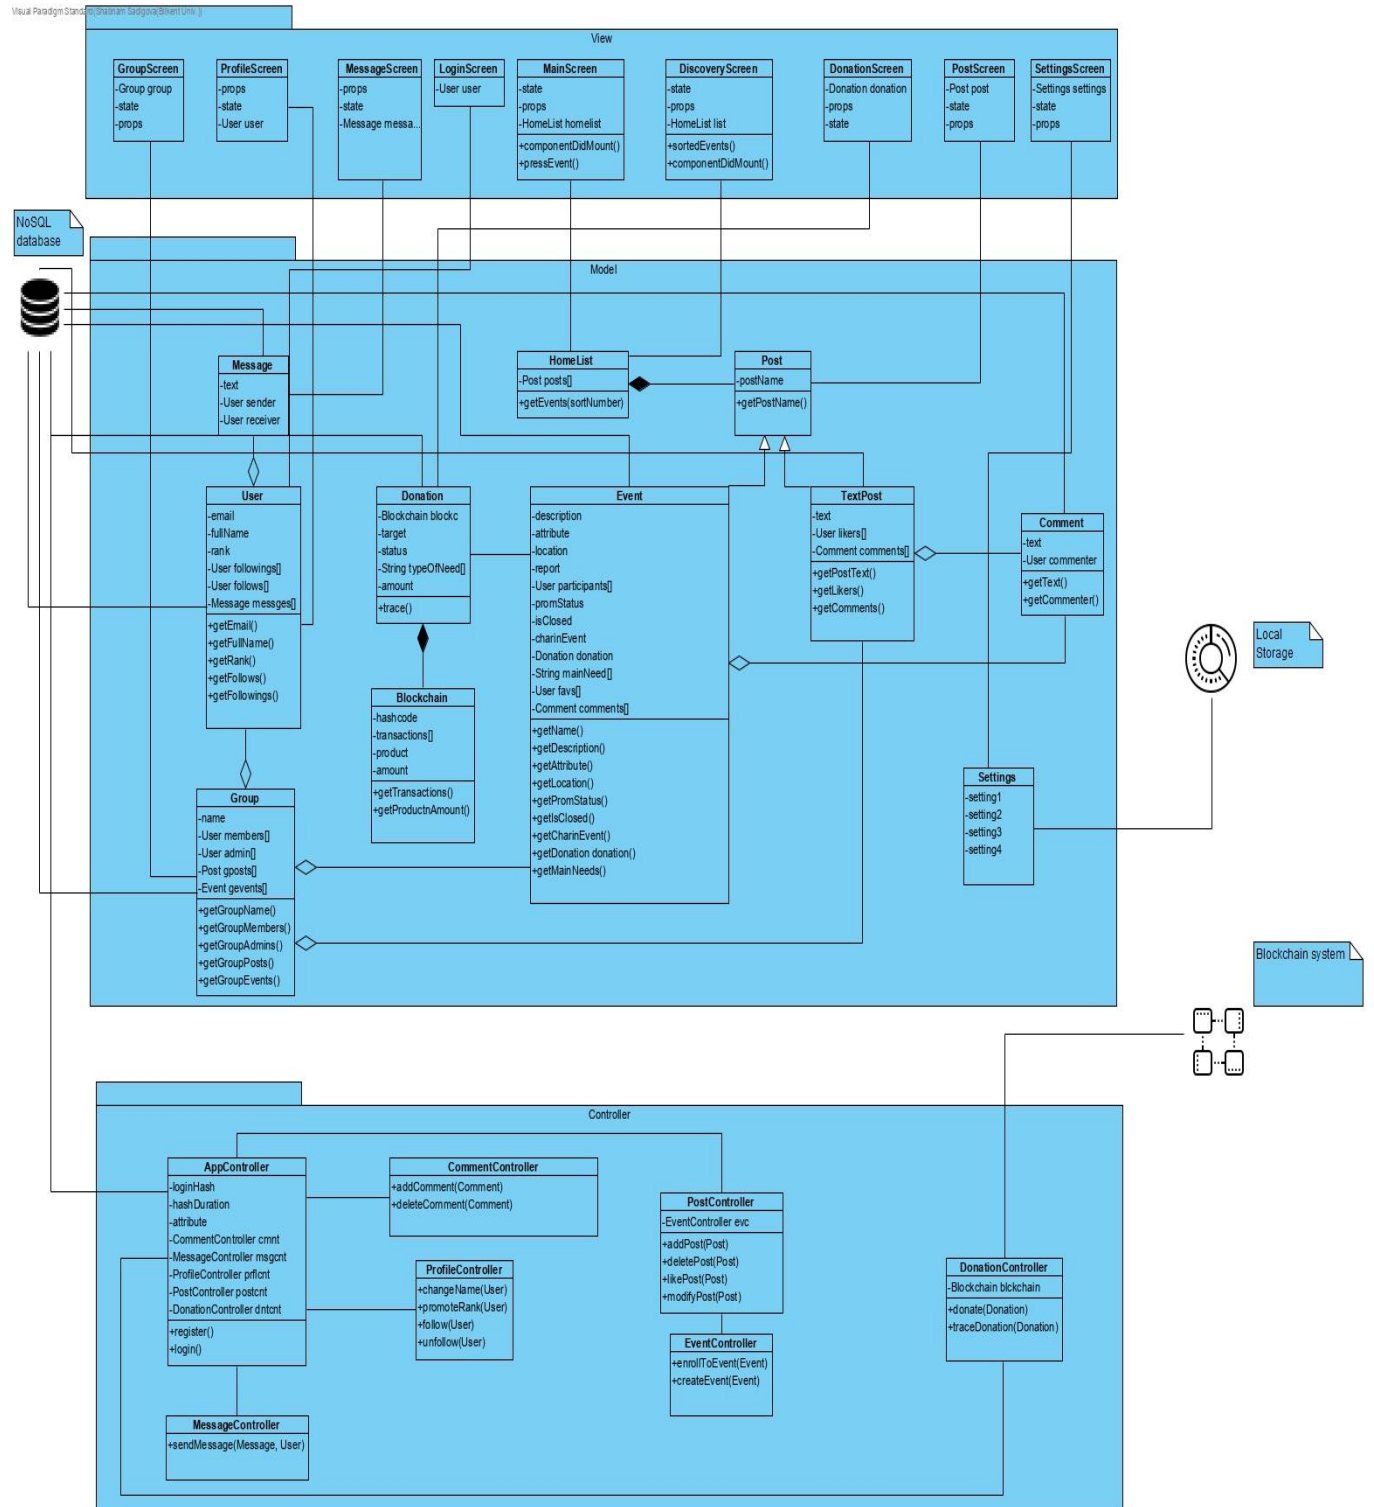 Visual Paradigm Standard(Shabnam Sadigova(Bilkent Univ.))
View
GroupScreen
-Group group
-state
-props
ProfileScreen
-props
-state
-User user
MessageScreen
-props
-state
-Message messa...
LoginScreen
-User user
MainScreen
-state
-props
-HomeList homelist
+componentDidMount()
+pressEvent()
DiscoveryScreen
-state
-props
-HomeList list
+sortedEvents()
+componentDidMount()
DonationScreen
-Donation donation
-props
-state
PostScreen
-Post post
-state
-props
SettingsScreen
-Settings settings
-state
-props
NoSQL
database
Model
Message
-text
-User sender
-User receiver
HomeList
-Post posts[]
+getEvents(sortNumber)
Post
-postName
+getPostName()
User
-email
-fullName
-rank
-User followings[]
-User follows[]
-Message messges[]
+getEmail()
+getFullName()
+getRank()
+getFollows()
+getFollowings()
Donation
-Blockchain blockc
-target
-status
-String typeOfNeed[]
-amount
+trace()
Event
-description
-attribute
-location
-report
-User participants[]
-promStatus
-isClosed
-charinEvent
-Donation donation
-String mainNeed[]
-User favs[]
-Comment comments[]
+getName()
+getDescription()
+getAttribute()
+getLocation()
+getPromStatus()
+getIsClosed()
+getCharinEvent()
+getDonation donation()
+getMainNeeds()
TextPost
-text
-User likers[]
-Comment comments[]
+getPostText()
+getLikers()
+getComments()
Comment
-text
-User commenter
+getText()
+getCommenter()
Local
Storage
Blockchain
-hashcode
-transactions[]
-product
-amount
+getTransactions()
+getProductnAmount()
Settings
-setting1
-setting2
-setting3
-setting4
Group
-name
-User members[]
-User admin[]
-Post gposts[]
-Event gevents[]
+getGroupName()
+getGroupMembers()
+getGroupAdmins()
+getGroupPosts()
+getGroupEvents()
Blockchain system
Controller
AppController
-loginHash
-hashDuration
-attribute
-CommentController cmnt
-MessageController msgcnt
-ProfileController prflcnt
-PostController postcnt
-DonationController dntcnt
+register()
+login()
CommentController
+addComment(Comment)
+deleteComment(Comment)
PostController
-EventController evc
+addPost(Post)
+deletePost(Post)
+likePost(Post)
+modifyPost(Post)
ProfileController
+changeName(User)
+promoteRank(User)
+follow(User)
+unfollow(User)
DonationController
-Blockchain blckchain
+donate(Donation)
+traceDonation(Donation)
EventController
+enrollToEvent(Event)
+createEvent(Event)
MessageController
+sendMessage(Message, User)